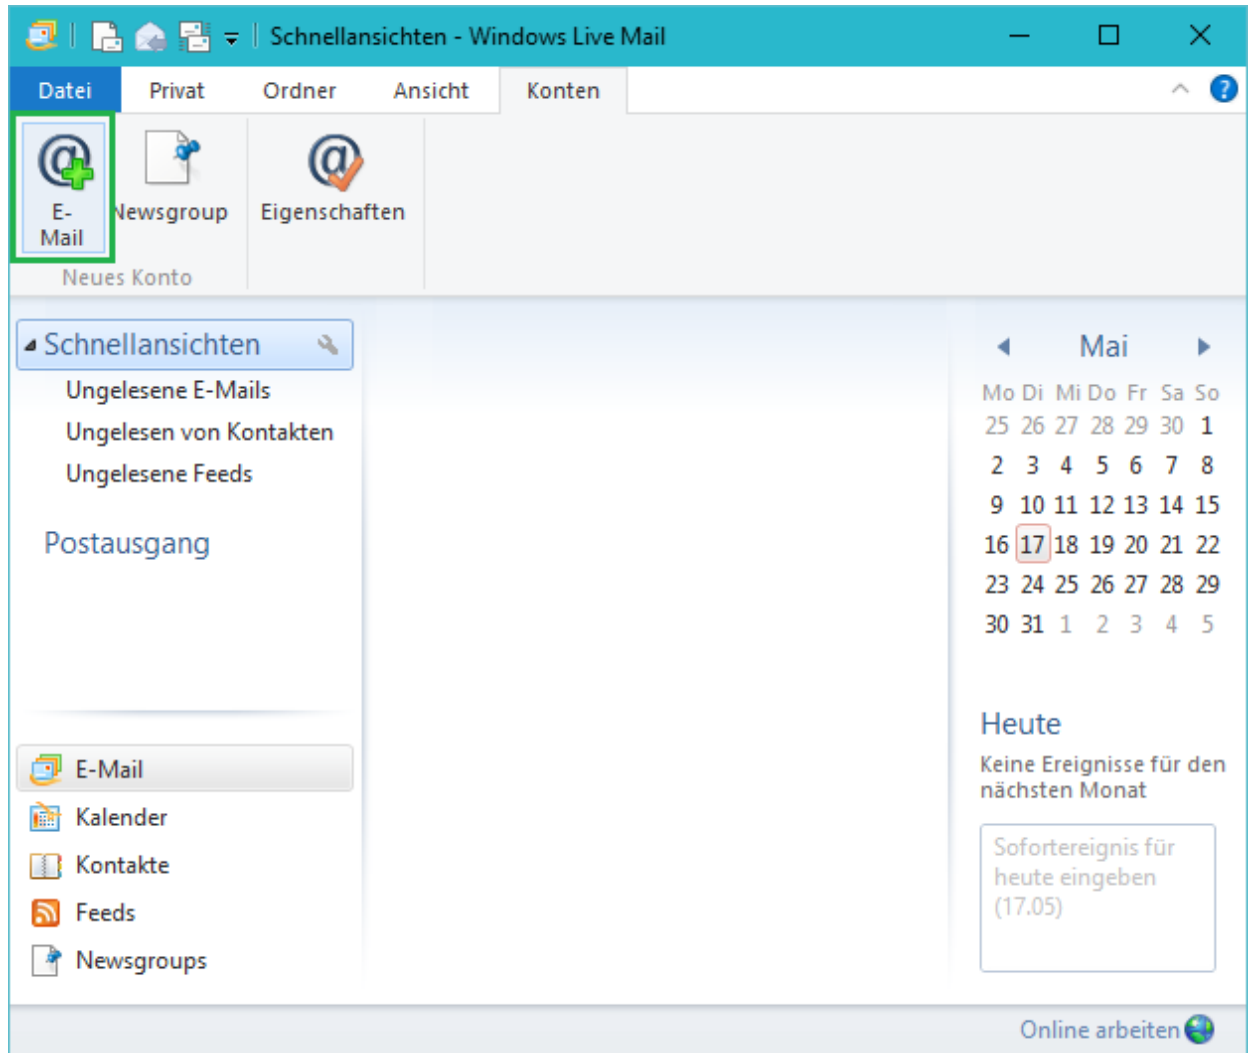 Schnellansichten - Windows Live Mail
Datei Privat Ordner Ansicht Konten
E-
Mail
Newsgroup
Eigenschaften
Neues Konto
Schnellansichten
Ungelesene E-Mails
Ungelesen von Kontakten
Ungelesene Feeds
Postausgang
E-Mail
Kalender
Kontakte
Feeds
Newsgroups
Mai
Mo Di Mi Do Fr Sa So
25 26 27 28 29 30 1
2 3 4 5 6 7 8
9 10 11 12 13 14 15
16 17 18 19 20 21 22
23 24 25 26 27 28 29
30 31 1 2 3 4 5
Heute
Keine Ereignisse für den
nächsten Monat
Sofortereignis für
heute eingeben
(17.05)
Online arbeiten